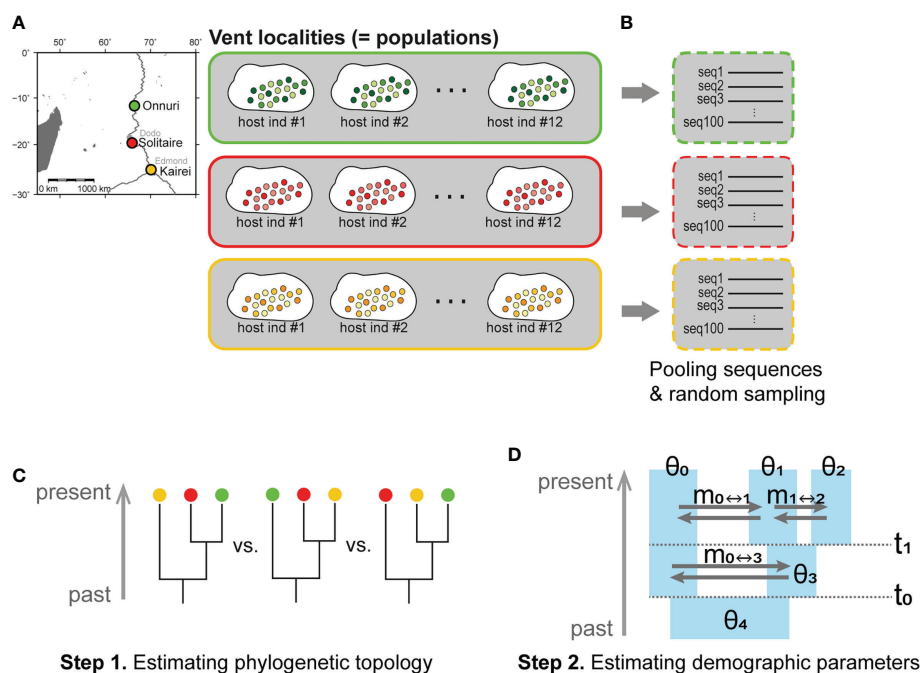 A
B
Vent localities (= populations)
50° 60° 70° 80°
0°
−10°
−20°
−30°
Onnuri
Dodo
Solitaire
Edmond
Kairei
0 km 1000 km
host ind #1 host ind #2 host ind #12
host ind #1 host ind #2 host ind #12
host ind #1 host ind #2 host ind #12
seq1
seq2
seq3
⋮
seq100
seq1
seq2
seq3
⋮
seq100
seq1
seq2
seq3
⋮
seq100
Pooling sequences
& random sampling
C
present
past
vs.
vs.
Step 1. Estimating phylogenetic topology
D
present
past
θ₀ θ₁ θ₂
m₀↔₁ m₁↔₂
t₁
m₀↔₃
θ₃
t₀
θ₄
Step 2. Estimating demographic parameters